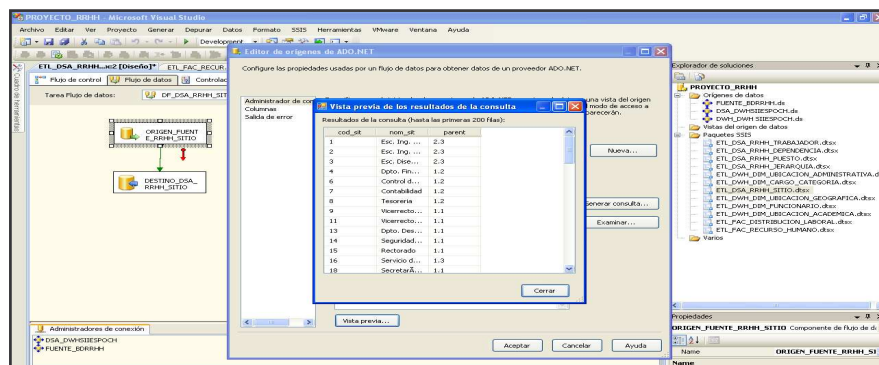 PROYECTO_RRHH - Microsoft Visual Studio
Archivo Editar Ver Proyecto Generar Depurar Datos Formato SSIS Herramientas VMware Ventana Ayuda
Development
ETL_DSA_RRHH_...ic2 [Diseño]* ETL_FAC_RECUR
Flujo de control Flujo de datos Controlac
Tarea Flujo de datos: DF_DSA_RRHH_SIT
Cuadro de herramientas
ORIGEN_FUENT
E_RRHH_SITIO
DESTINO_DSA_
RRHH_SITIO
Administradores de conexión
DSA_DWHSIIESPOCH
FUENTE_BDRRHH
Editor de orígenes de ADO.NET
Configure las propiedades usadas por un flujo de datos para obtener datos de un proveedor ADO.NET.
Administrador de con
Columnas
Salida de error
una vista del origen
modo de acceso a
parecerán.
Nueva...
Generar consulta...
Examinar...
Vista previa de los resultados de la consulta
Resultados de la consulta (hasta las primeras 200 filas):
cod_sit nom_sit parent
1 Esc. Ing. ... 2.3
2 Esc. Ing. ... 2.3
3 Esc. Dise... 2.3
4 Dpto. Fin... 1.2
6 Control d... 1.2
7 Contabilidad 1.2
8 Tesoreria 1.2
9 Vicerrecto... 1.1
11 Vicerrecto... 1.1
13 Dpto. Des... 1.1
14 Seguridad... 1.1
15 Rectorado 1.1
16 Servicio d... 1.3
18 SecretarÃ... 1.1
Cerrar
Vista previa...
Aceptar Cancelar Ayuda
Explorador de soluciones
PROYECTO_RRHH
Orígenes de datos
FUENTE_BDRRHH.ds
DSA_DWHSIIESPOCH.ds
DWH_DWH SIIESPOCH.ds
Vistas del origen de datos
Paquetes SSIS
ETL_DSA_RRHH_TRABAJADOR.dtsx
ETL_DSA_RRHH_DEPENDENCIA.dtsx
ETL_DSA_RRHH_PUESTO.dtsx
ETL_DSA_RRHH_JERARQUIA.dtsx
ETL_DWH_DIM_UBICACION_ADMINISTRATIVA.d
ETL_DWH_DIM_CARGO_CATEGORIA.dtsx
ETL_DSA_RRHH_SITIO.dtsx
ETL_DWH_DIM_UBICACION_GEOGRAFICA.dtsx
ETL_DWH_DIM_FUNCIONARIO.dtsx
ETL_DWH_DIM_UBICACION_ACADEMICA.dtsx
ETL_FAC_DISTRIBUCION_LABORAL.dtsx
ETL_FAC_RECURSO_HUMANO.dtsx
Varios
Propiedades
ORIGEN_FUENTE_RRHH_SITIO Componente de flujo de d
Name ORIGEN_FUENTE_RRHH_SI
Name